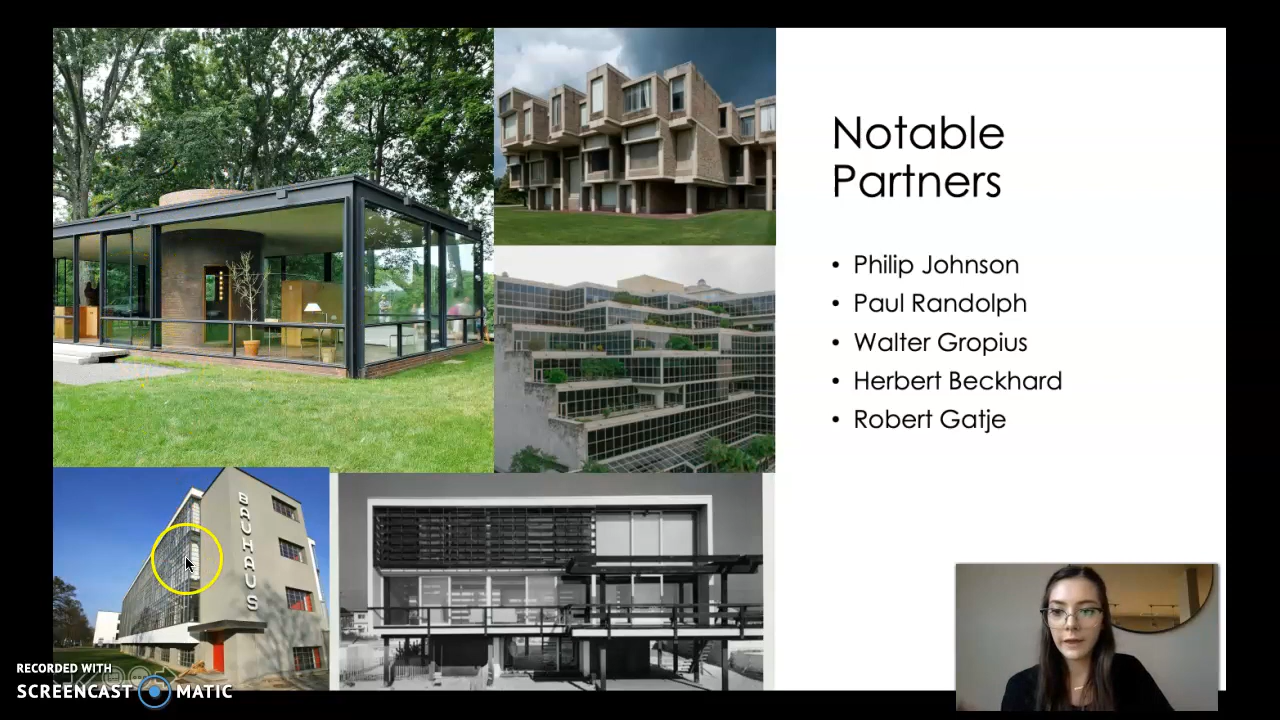 Notable
Partners
• Philip Johnson
• Paul Randolph
• Walter Gropius
• Herbert Beckhard
• Robert Gatje
BAUHAUS
RECORDED WITH
SCREENCAST MATIC